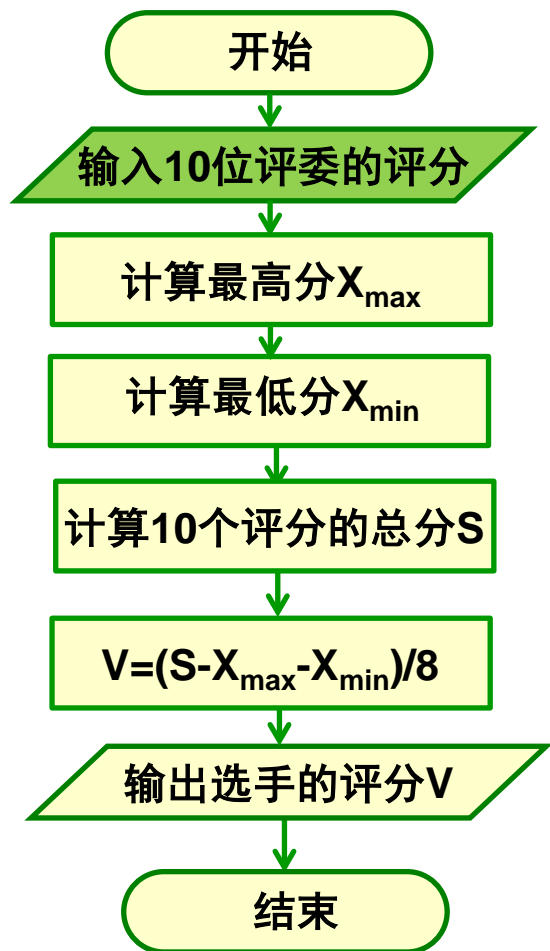 开始
输入10位评委的评分
计算最高分Xmax
计算最低分Xmin
计算10个评分的总分S
V=(S-Xmax-Xmin)/8
输出选手的评分V
结束